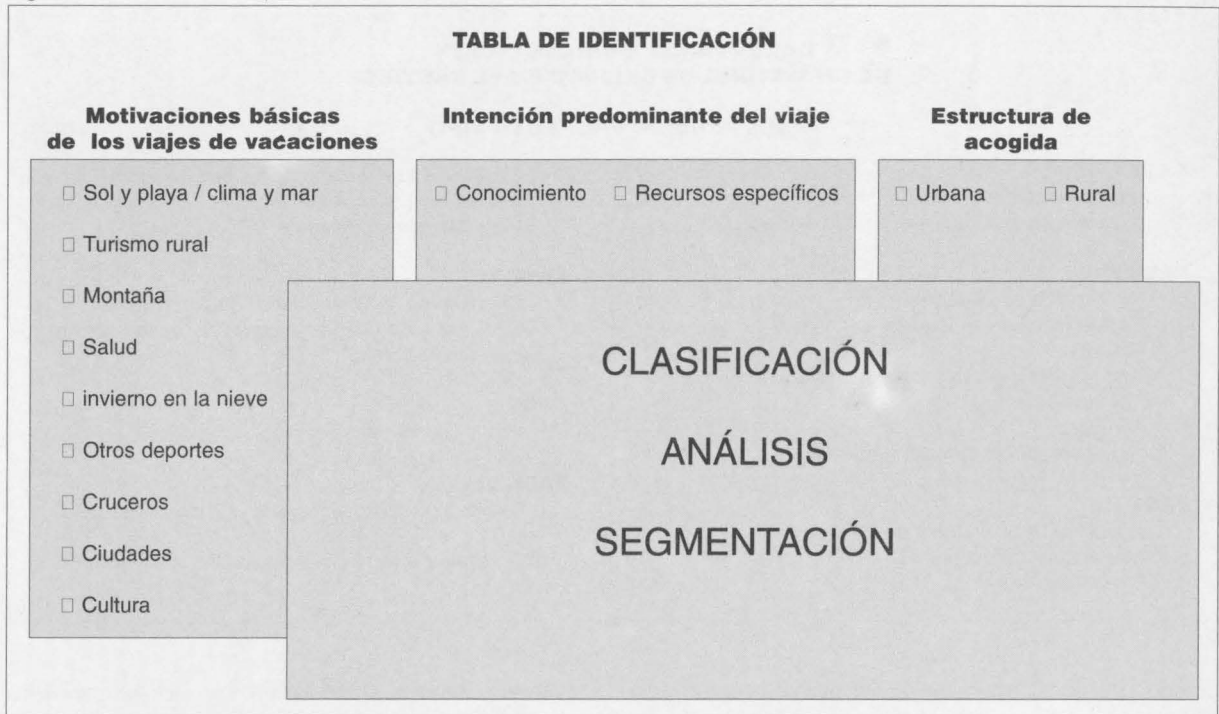 TABLA DE IDENTIFICACIÓN
Motivaciones básicas
de los viajes de vacaciones
□ Sol y playa / clima y mar
□ Turismo rural
□ Montaña
□ Salud
□ invierno en la nieve
□ Otros deportes
□ Cruceros
□ Ciudades
□ Cultura
Intención predominante del viaje
□ Conocimiento □ Recursos específicos
Estructura de
acogida
□ Urbana □ Rural
CLASIFICACIÓN
ANÁLISIS
SEGMENTACIÓN